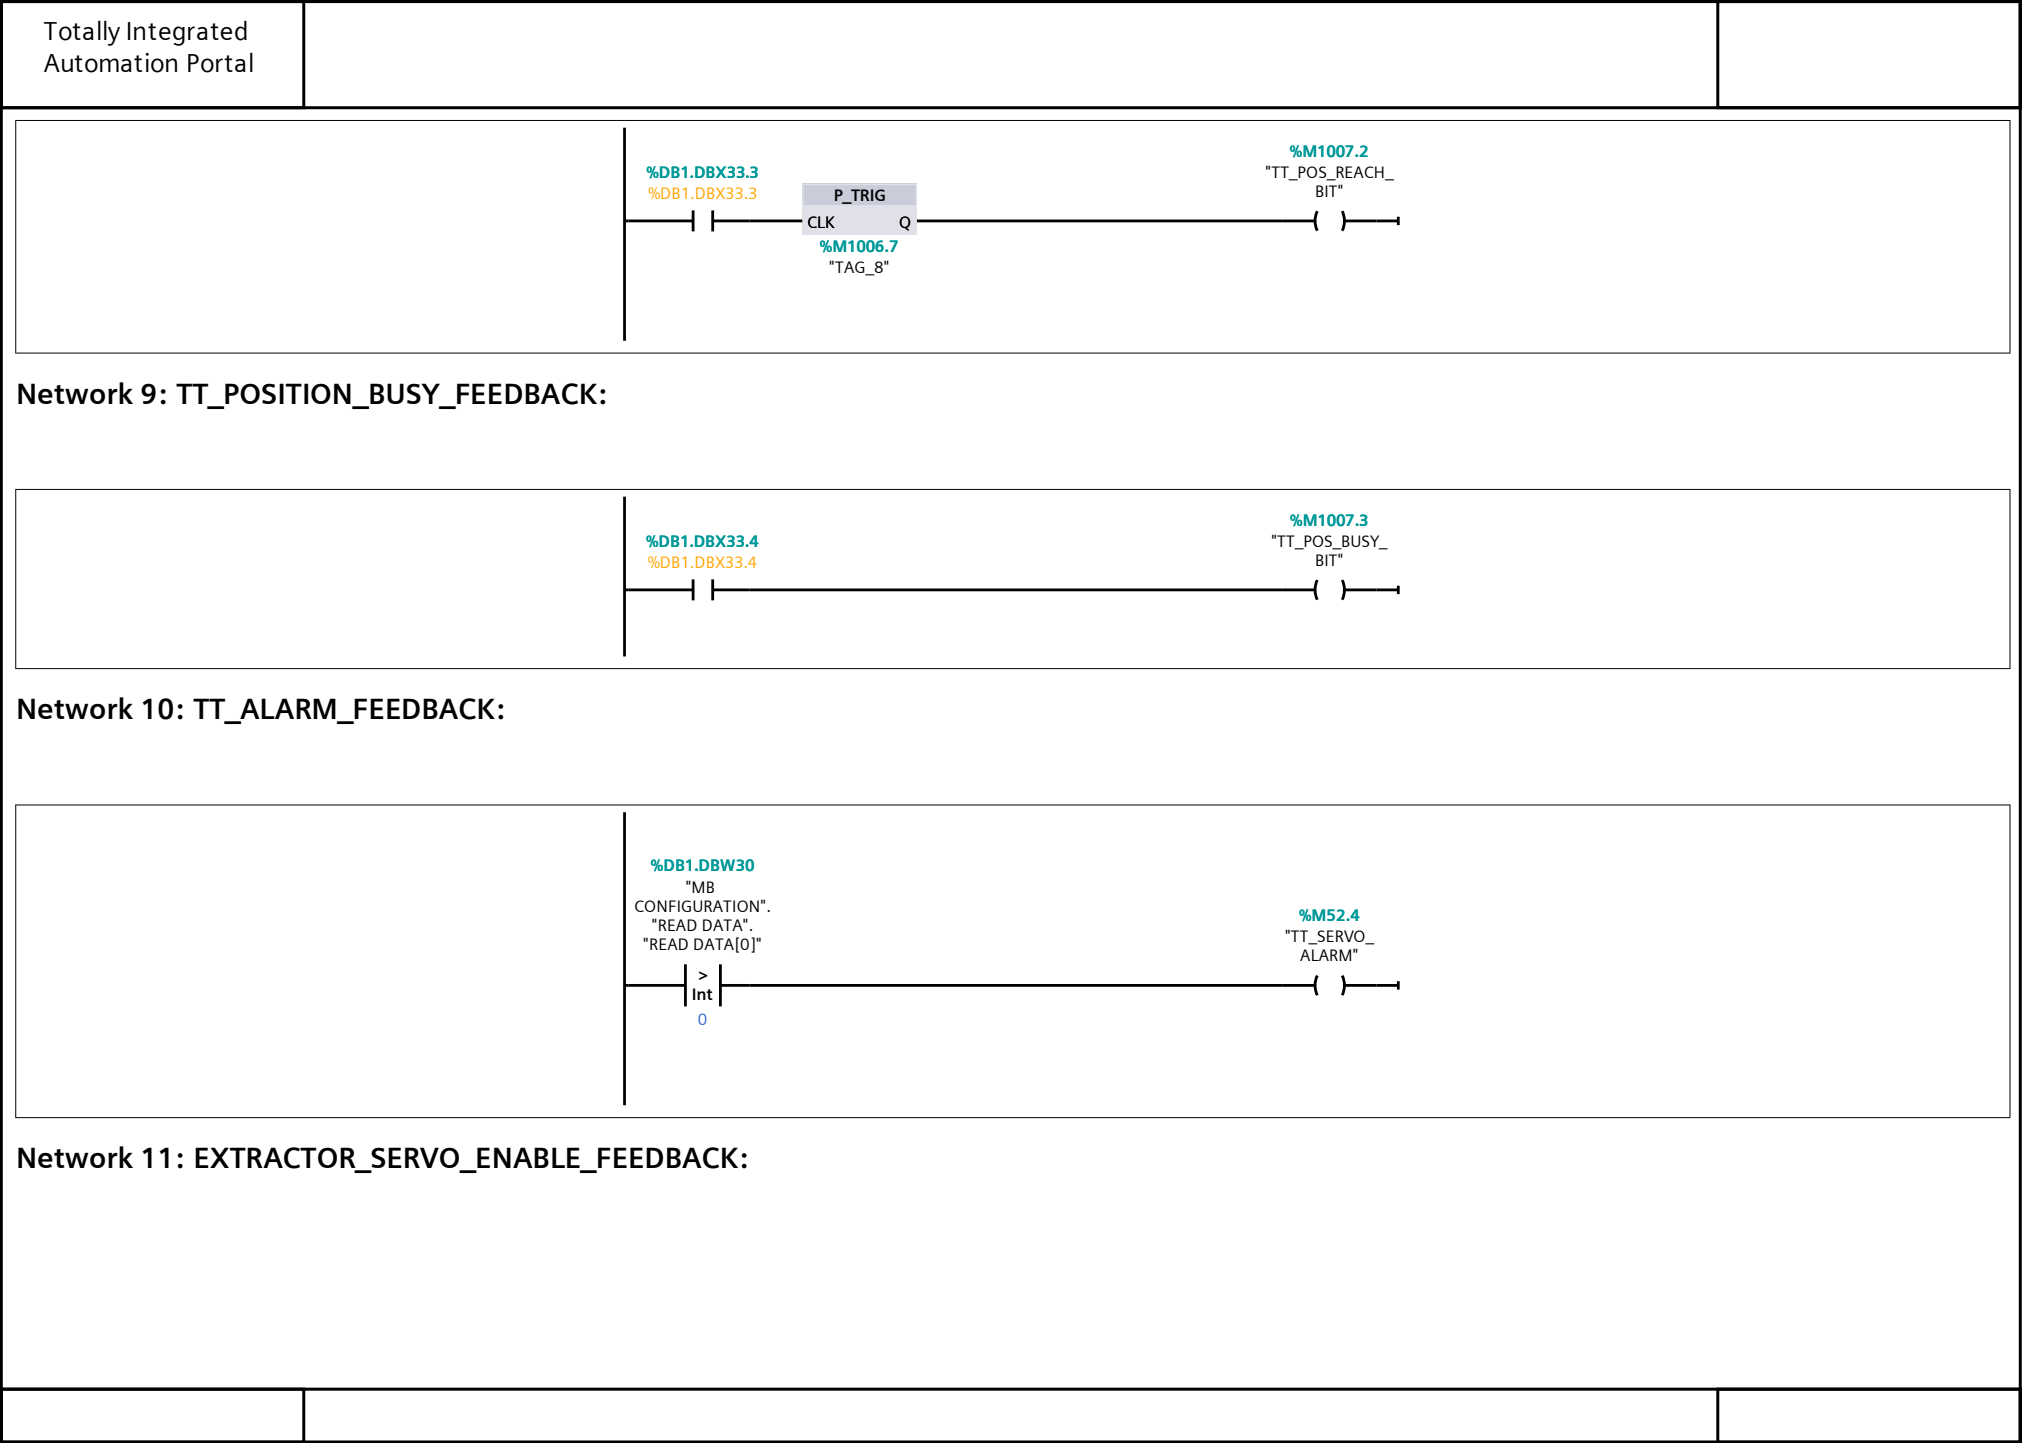 Totally Integrated
Automation Portal
%DB1.DBX33.3
%DB1.DBX33.3
P_TRIG
CLK Q
%M1006.7
"TAG_8"
%M1007.2
"TT_POS_REACH_
BIT"
Network 9: TT_POSITION_BUSY_FEEDBACK:
%DB1.DBX33.4
%DB1.DBX33.4
%M1007.3
"TT_POS_BUSY_
BIT"
Network 10: TT_ALARM_FEEDBACK:
%DB1.DBW30
"MB
CONFIGURATION".
"READ DATA".
"READ DATA[0]"
>
Int
0
%M52.4
"TT_SERVO_
ALARM"
Network 11: EXTRACTOR_SERVO_ENABLE_FEEDBACK: